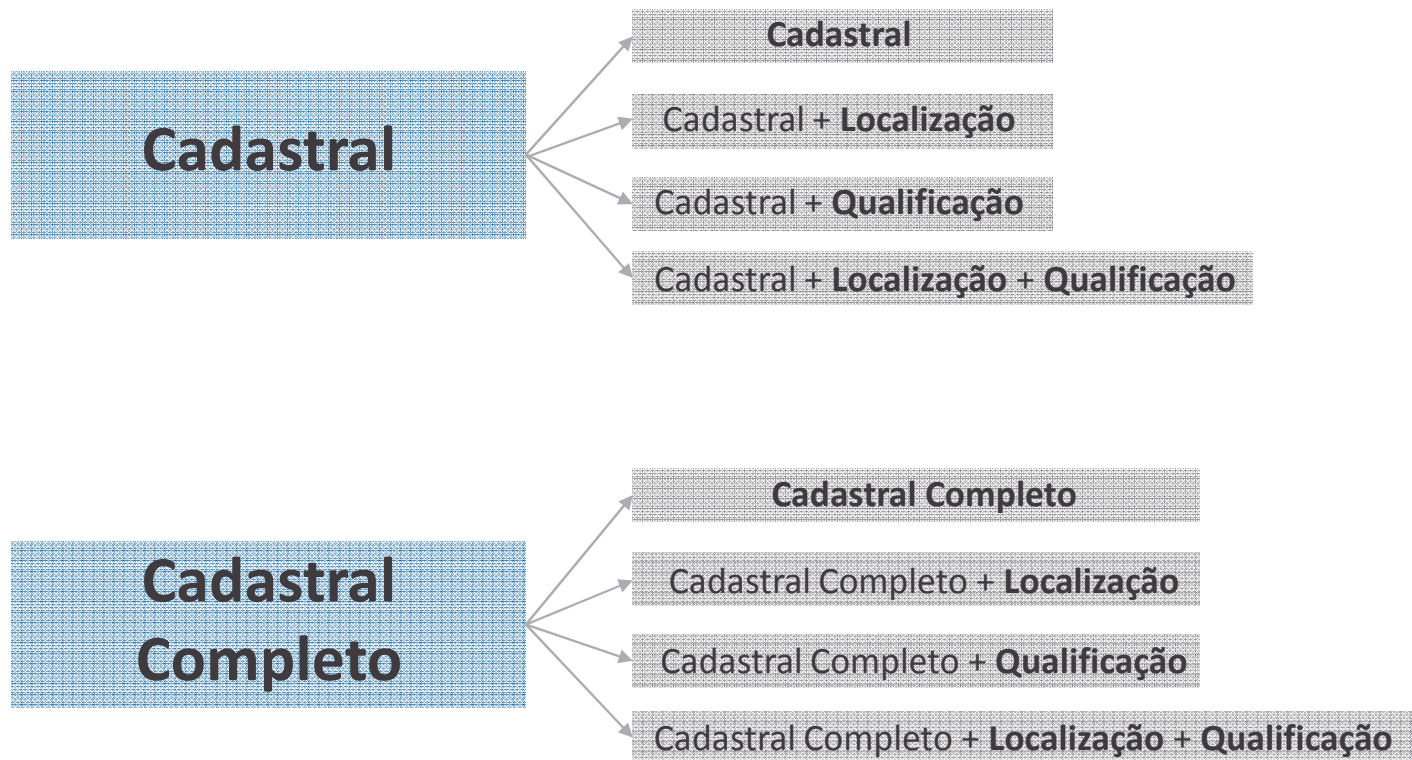 Cadastral
Cadastral
Cadastral + Localização
Cadastral + Qualificação
Cadastral + Localização + Qualificação
Cadastral
Completo
Cadastral Completo
Cadastral Completo + Localização
Cadastral Completo + Qualificação
Cadastral Completo + Localização + Qualificação